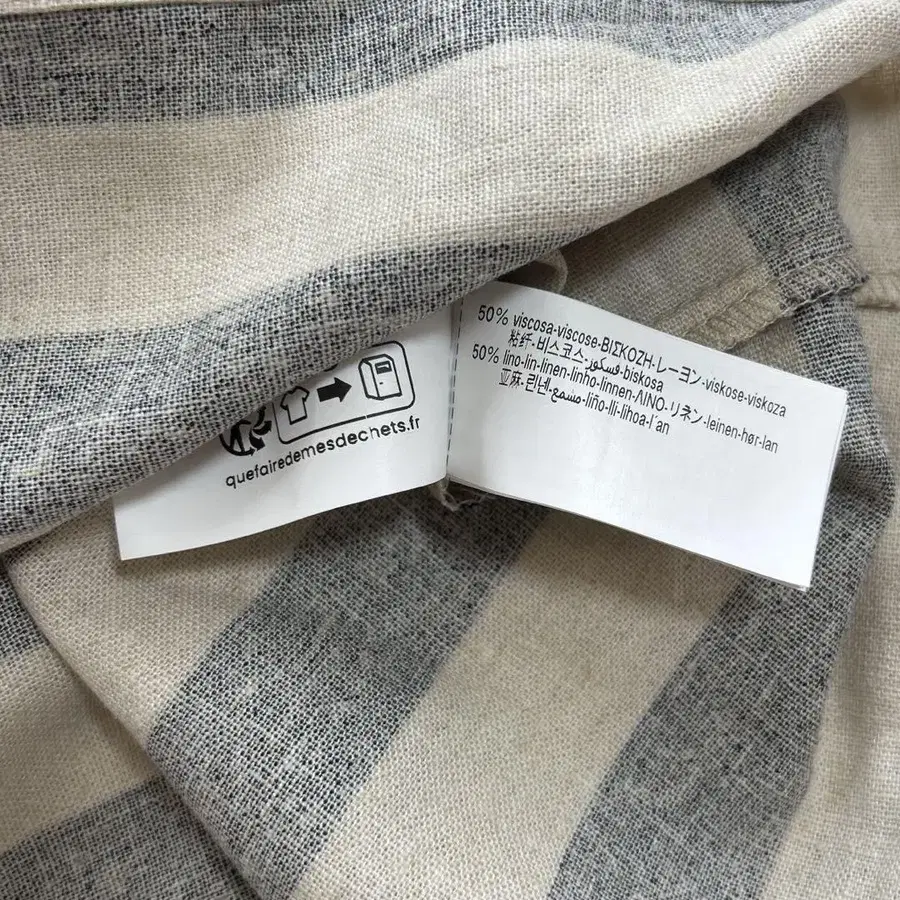 quefairedemesdechets.fr
50% viscosa-viscose-ΒΙΣΚΟΖΗ-レーヨン-viskose-viskoza
粘纤-비스코스-فسكوز-biskosa
50% lino-lin-linen-linho-linnen-ΛΙΝΟ-リネン-leinen-hør-lan
亚麻-린넨-مشمع-liño-lli-lihoa-l´an